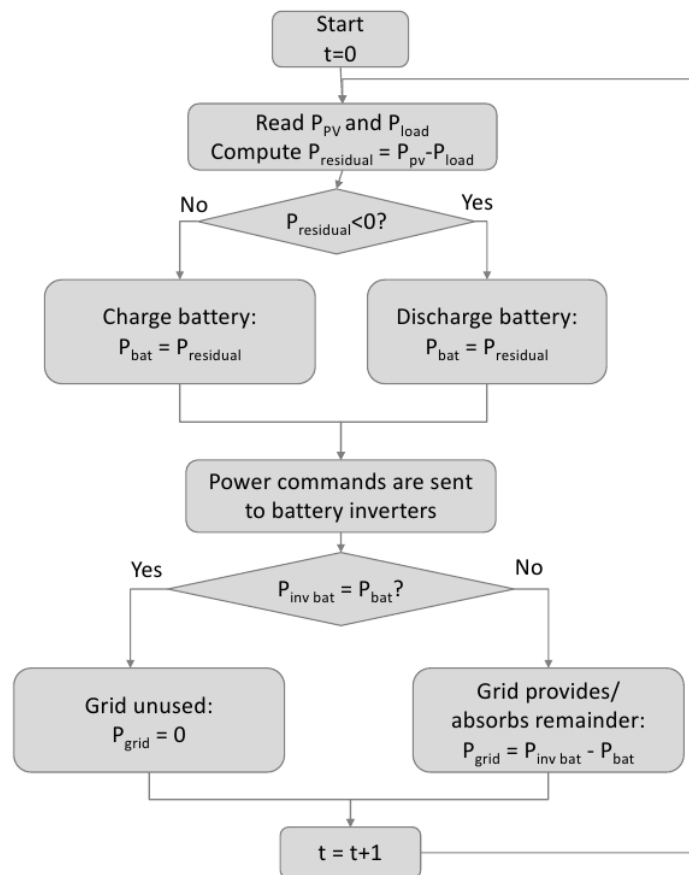 Start
t=0
Read P_PV and P_load
Compute P_residual = P_pv-P_load
No
Yes
P_residual<0?
Charge battery:
P_bat = P_residual
Discharge battery:
P_bat = P_residual
Power commands are sent
to battery inverters
Yes
No
P_inv bat = P_bat?
Grid unused:
P_grid = 0
Grid provides/
absorbs remainder:
P_grid = P_inv bat - P_bat
t = t+1